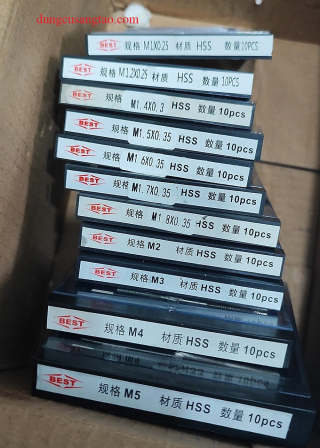 dungcusangtao.com
BEST 规格 M1X0.25 材质 HSS 数量 10PCS
BEST 规格 M1.2X0.25 材质 HSS 数量 10PCS
BEST 规格 M1.4X0.3 HSS 数量 10pcs
BEST 规格 M1.5X0.35 HSS 数量 10pcs
BEST 规格 M1.6X0.35 HSS 数量 10pcs
BEST 规格 M1.7X0.35 HSS 数量 10pcs
BEST 规格 M1.8X0.35 HSS 数量 10pcs
BEST 规格 M2 材质 HSS 数量 10pcs
BEST 规格 M3 材质 HSS 数量 10pcs
BEST 规格 M4 材质 HSS 数量 10pcs
BEST 规格 M5 材质 HSS 数量 10pcs